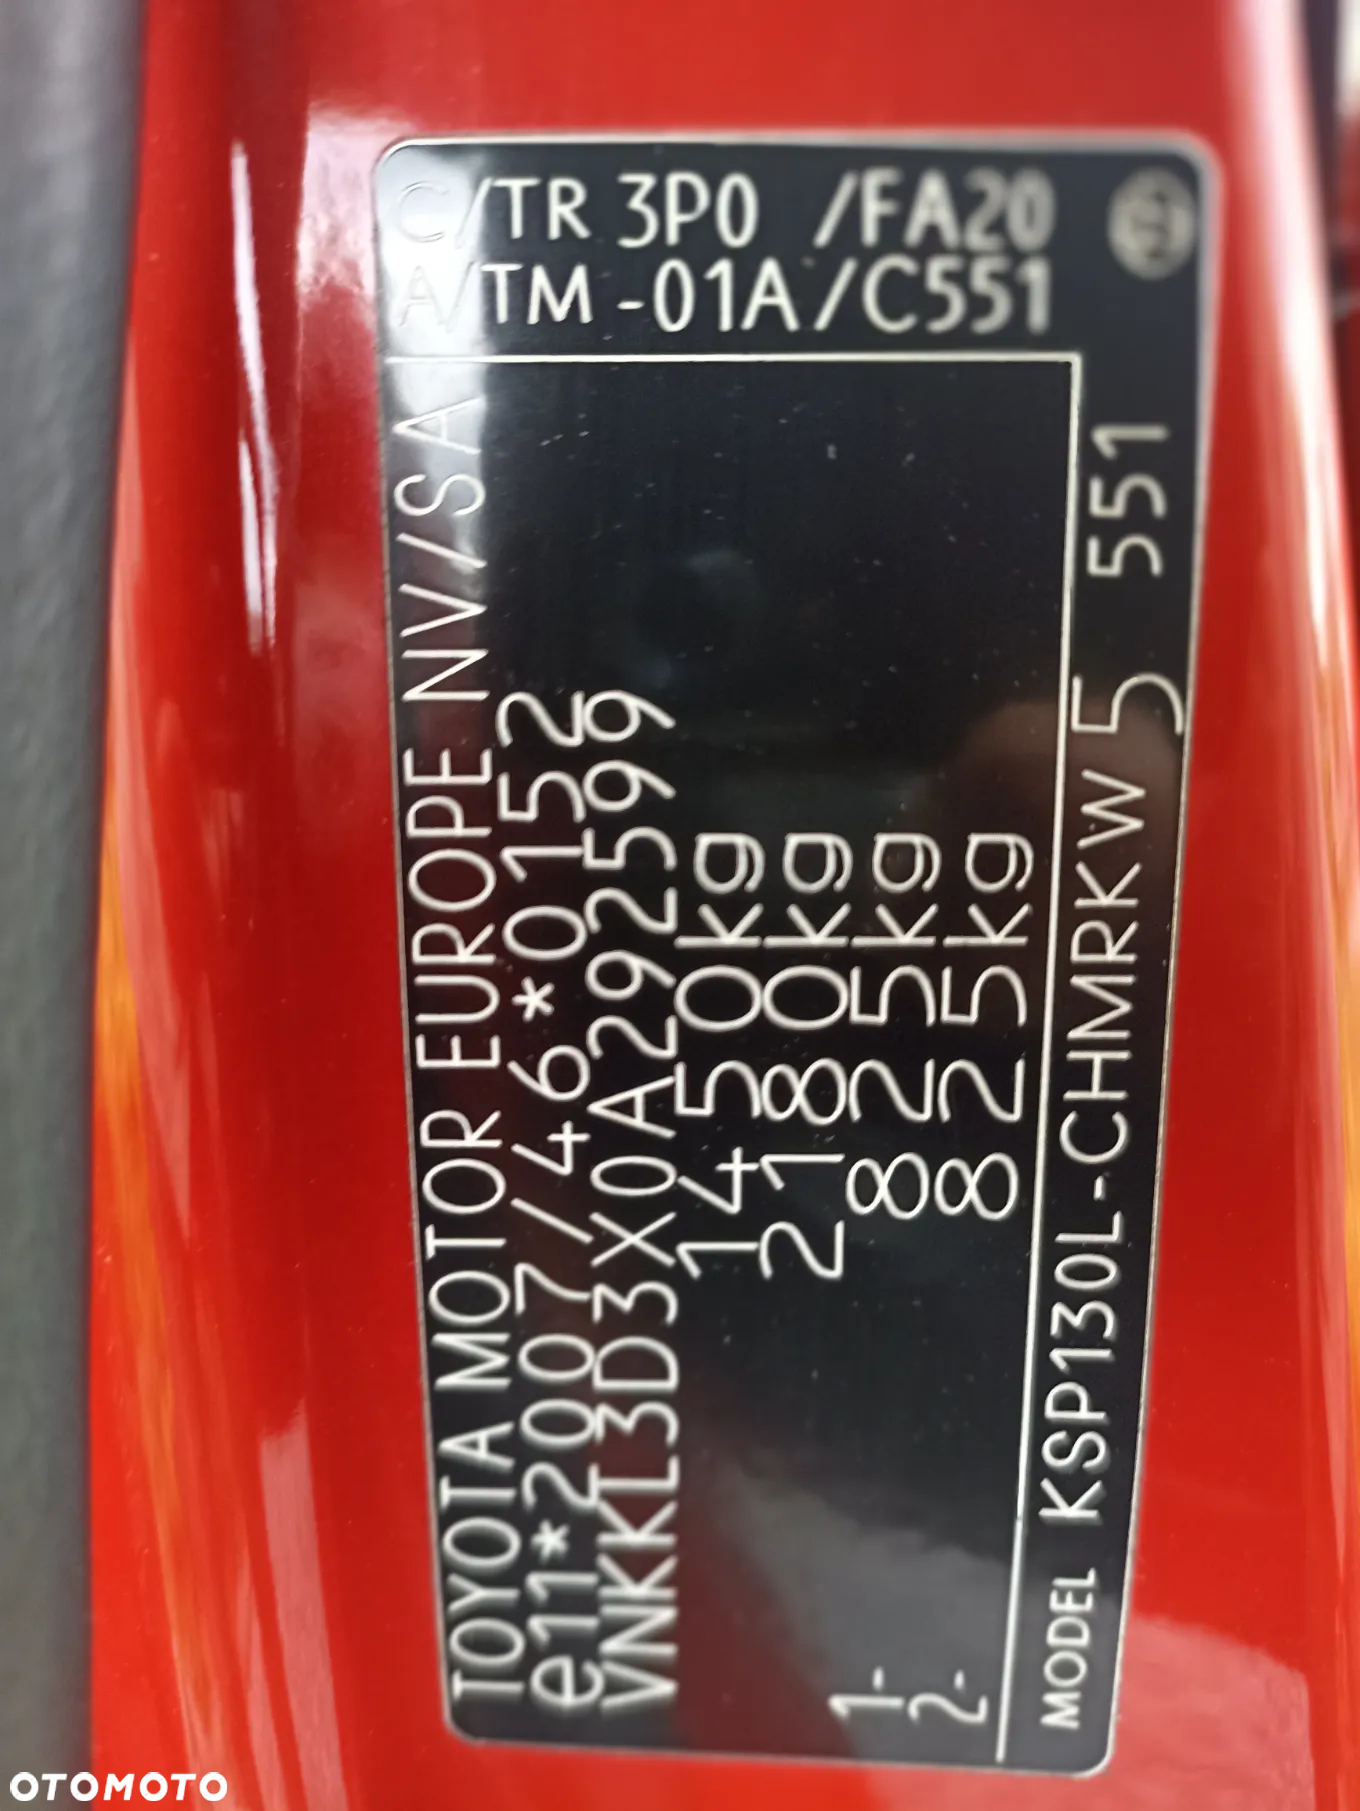 C/TR 3P0 /FA20
A/TM -01A/C551
TOYOTA MOTOR EUROPE NV/SA
e11*2007/46*0152
VNKKL3D3X0A292599
1450kg
2180kg
1- 825kg
2- 825kg
MODEL KSP130L-CHMRKW 5 551
OTOMOTO